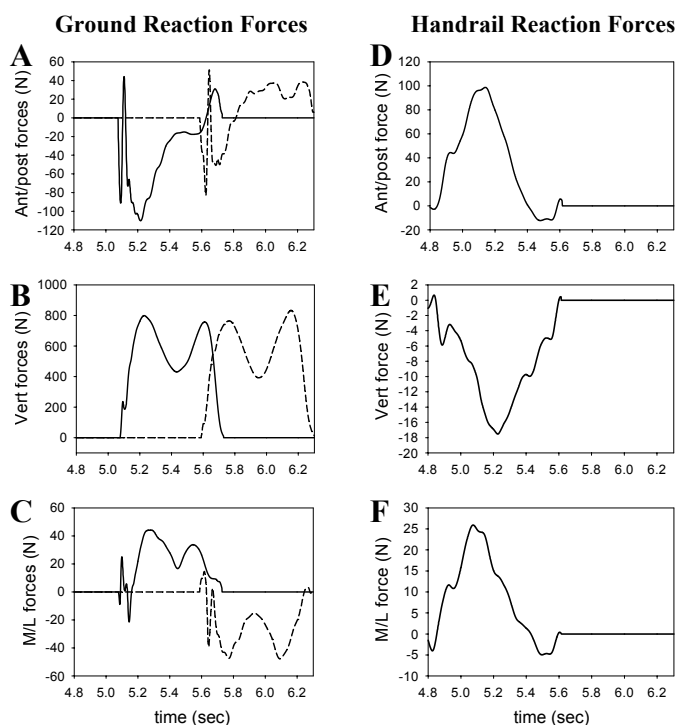 Ground Reaction Forces
Handrail Reaction Forces
A
Ant/post forces (N)
60
40
20
0
-20
-40
-60
-80
-100
-120
4.8 5.0 5.2 5.4 5.6 5.8 6.0 6.2
D
Ant/post force (N)
120
100
80
60
40
20
0
-20
4.8 5.0 5.2 5.4 5.6 5.8 6.0 6.2
B
Vert forces (N)
1000
800
600
400
200
0
4.8 5.0 5.2 5.4 5.6 5.8 6.0 6.2
E
Vert force (N)
2
0
-2
-4
-6
-8
-10
-12
-14
-16
-18
-20
4.8 5.0 5.2 5.4 5.6 5.8 6.0 6.2
C
M/L forces (N)
60
40
20
0
-20
-40
-60
4.8 5.0 5.2 5.4 5.6 5.8 6.0 6.2
time (sec)
F
M/L force (N)
30
25
20
15
10
5
0
-5
-10
4.8 5.0 5.2 5.4 5.6 5.8 6.0 6.2
time (sec)